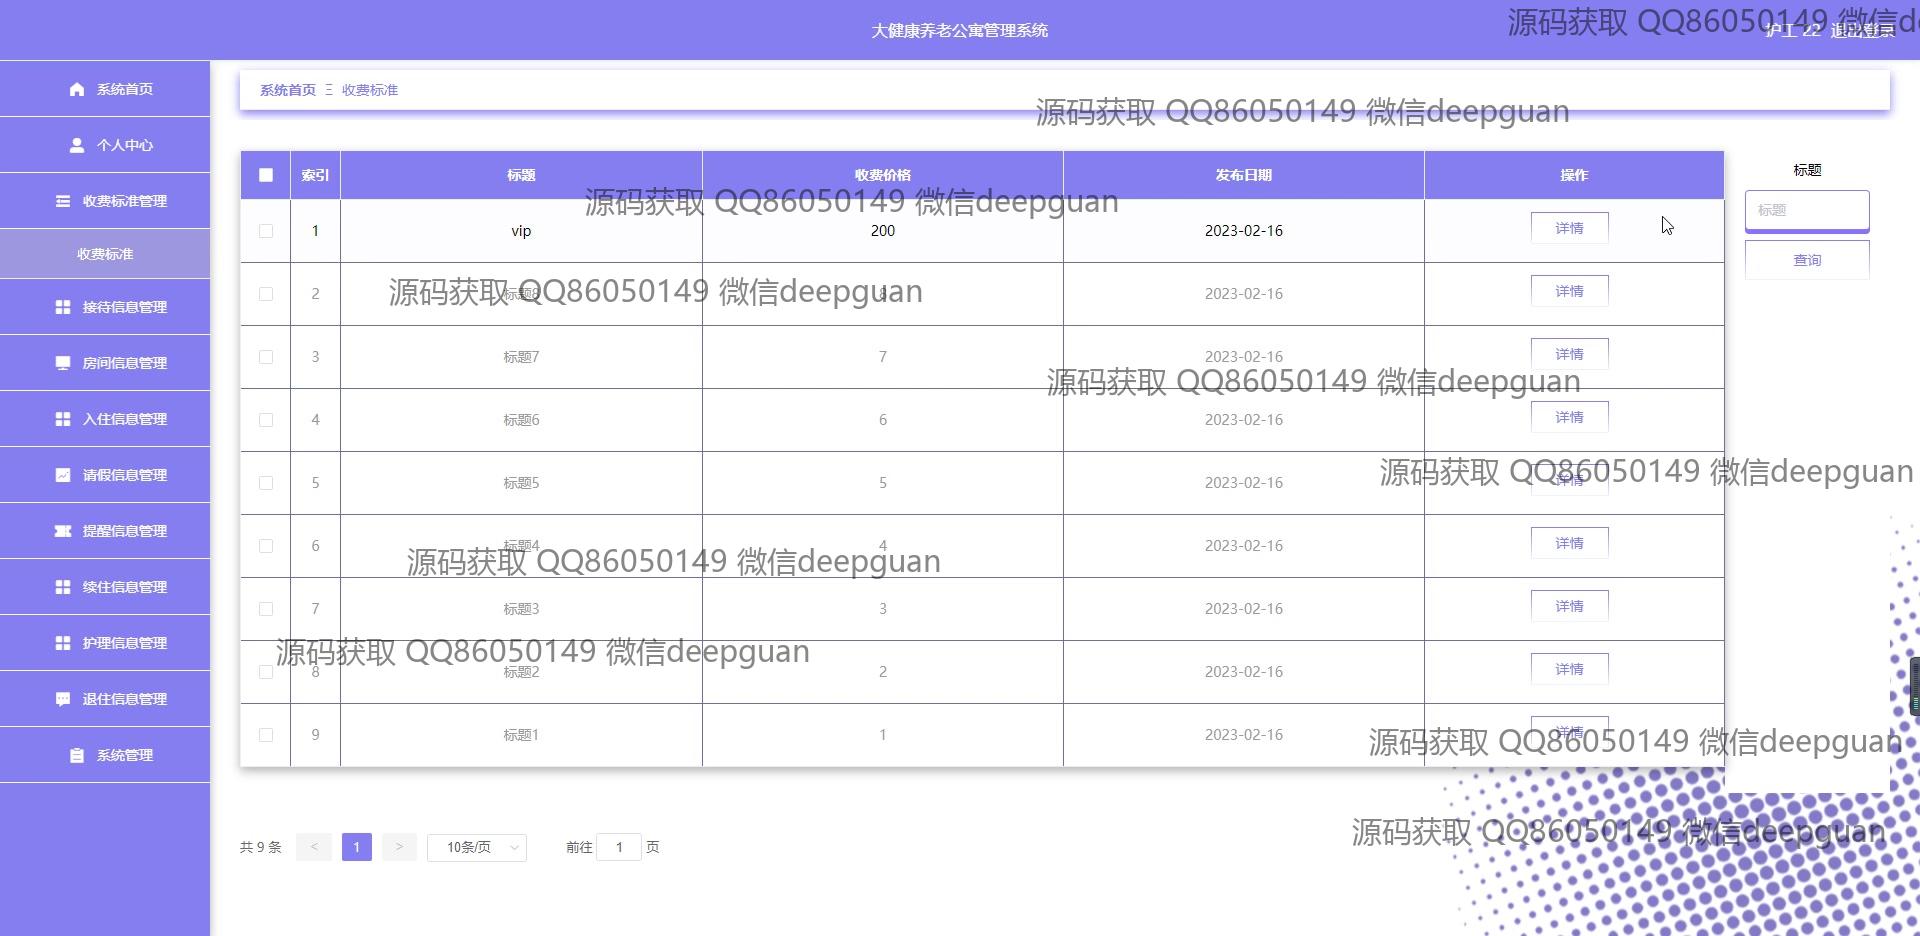 大健康养老公寓管理系统
护工 22 退出登录
源码获取 QQ86050149 微信d
系统首页
个人中心
收费标准管理
收费标准
接待信息管理
房间信息管理
入住信息管理
请假信息管理
提醒信息管理
续住信息管理
护理信息管理
退住信息管理
系统管理
系统首页 Ξ 收费标准
源码获取 QQ86050149 微信deepguan
索引 标题 收费价格 发布日期 操作
源码获取 QQ86050149 微信deepguan
1 vip 200 2023-02-16 详情
2 标题8 8 2023-02-16 详情
源码获取 QQ86050149 微信deepguan
3 标题7 7 2023-02-16 详情
源码获取 QQ86050149 微信deepguan
4 标题6 6 2023-02-16 详情
5 标题5 5 2023-02-16 详情
源码获取 QQ86050149 微信deepguan
6 标题4 4 2023-02-16 详情
源码获取 QQ86050149 微信deepguan
7 标题3 3 2023-02-16 详情
源码获取 QQ86050149 微信deepguan
8 标题2 2 2023-02-16 详情
9 标题1 1 2023-02-16 详情
源码获取 QQ86050149 微信deepguan
标题
标题
查询
源码获取 QQ86050149 微信deepguan
共 9 条 < 1 > 10条/页 前往 1 页